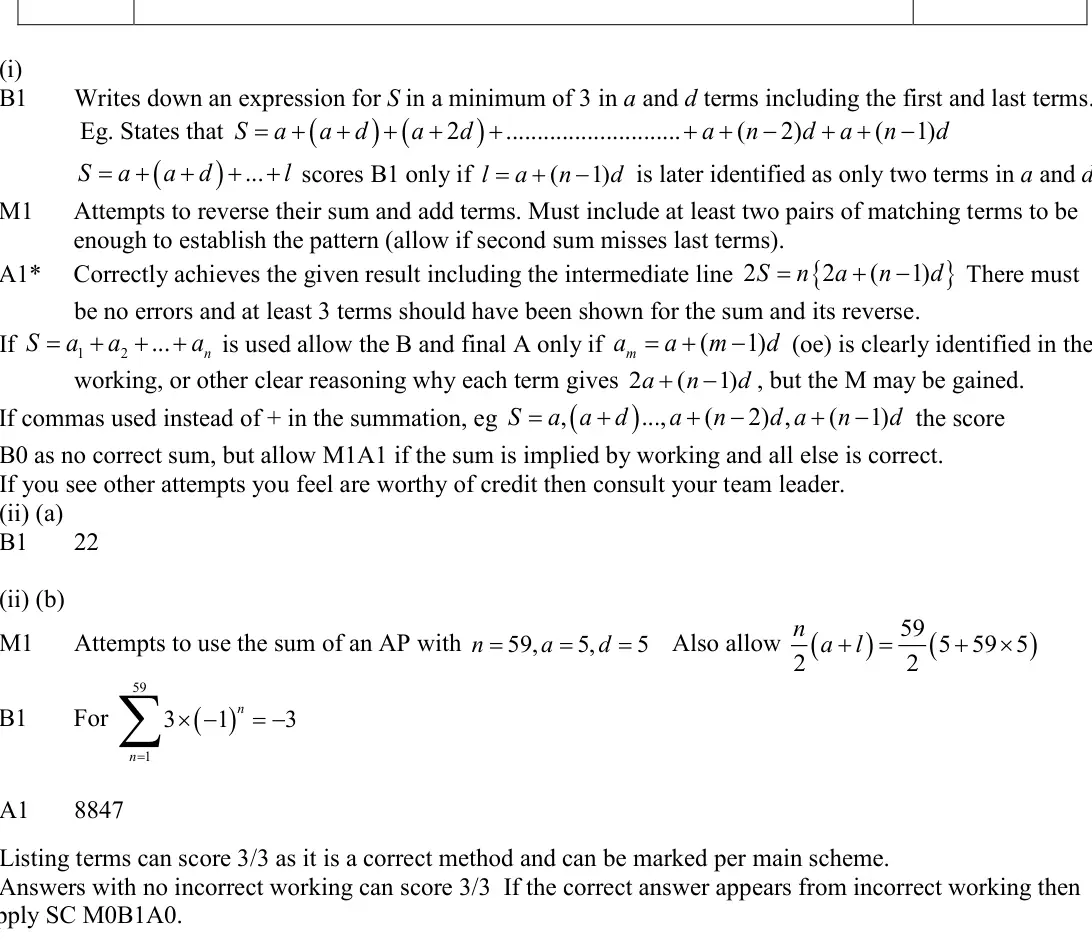 (i)
B1 Writes down an expression for S in a minimum of 3 in a and d terms including the first and last terms.
Eg. States that S = a + (a + d) + (a + 2d) + ............................ + a + (n − 2)d + a + (n − 1)d
S = a + (a + d) + ... + l scores B1 only if l = a + (n − 1)d is later identified as only two terms in a and d
M1 Attempts to reverse their sum and add terms. Must include at least two pairs of matching terms to be
enough to establish the pattern (allow if second sum misses last terms).
A1* Correctly achieves the given result including the intermediate line 2S = n{2a + (n − 1)d} There must
be no errors and at least 3 terms should have been shown for the sum and its reverse.
If S = a₁ + a₂ + ... + aₙ is used allow the B and final A only if aₘ = a + (m − 1)d (oe) is clearly identified in the
working, or other clear reasoning why each term gives 2a + (n − 1)d , but the M may be gained.
If commas used instead of + in the summation, eg S = a, (a + d)..., a + (n − 2)d, a + (n − 1)d the score
B0 as no correct sum, but allow M1A1 if the sum is implied by working and all else is correct.
If you see other attempts you feel are worthy of credit then consult your team leader.
(ii) (a)
B1 22
(ii) (b)
M1 Attempts to use the sum of an AP with n = 59, a = 5, d = 5 Also allow n/2 (a + l) = 59/2 (5 + 59 × 5)
B1 For ∑_{n=1}^{59} 3 × (−1)ⁿ = −3
A1 8847
Listing terms can score 3/3 as it is a correct method and can be marked per main scheme.
Answers with no incorrect working can score 3/3 If the correct answer appears from incorrect working then
pply SC M0B1A0.